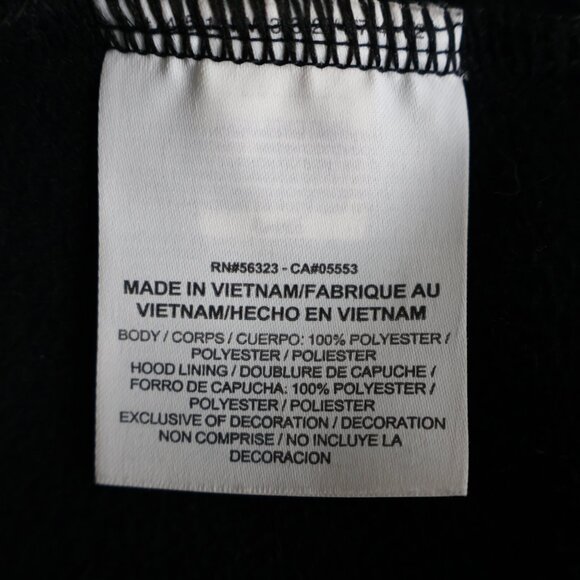 RN#56323 - CA#05553
MADE IN VIETNAM/FABRIQUE AU
VIETNAM/HECHO EN VIETNAM
BODY / CORPS / CUERPO: 100% POLYESTER /
POLYESTER / POLIESTER
HOOD LINING / DOUBLURE DE CAPUCHE /
FORRO DE CAPUCHA: 100% POLYESTER /
POLYESTER / POLIESTER
EXCLUSIVE OF DECORATION / DECORATION
NON COMPRISE / NO INCLUYE LA
DECORACION